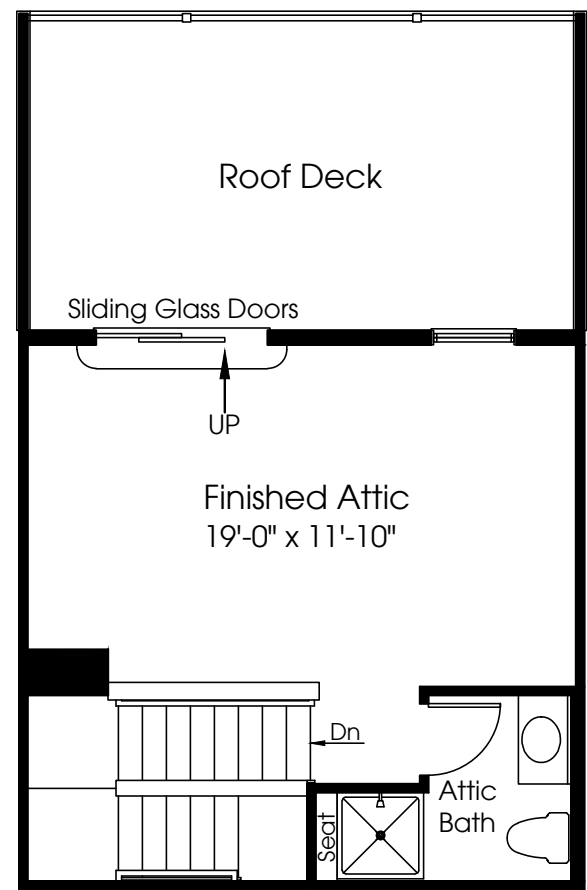 Roof Deck
Sliding Glass Doors
UP
Finished Attic
19'-0" x 11'-10"
Dn
Attic
Bath
Seat